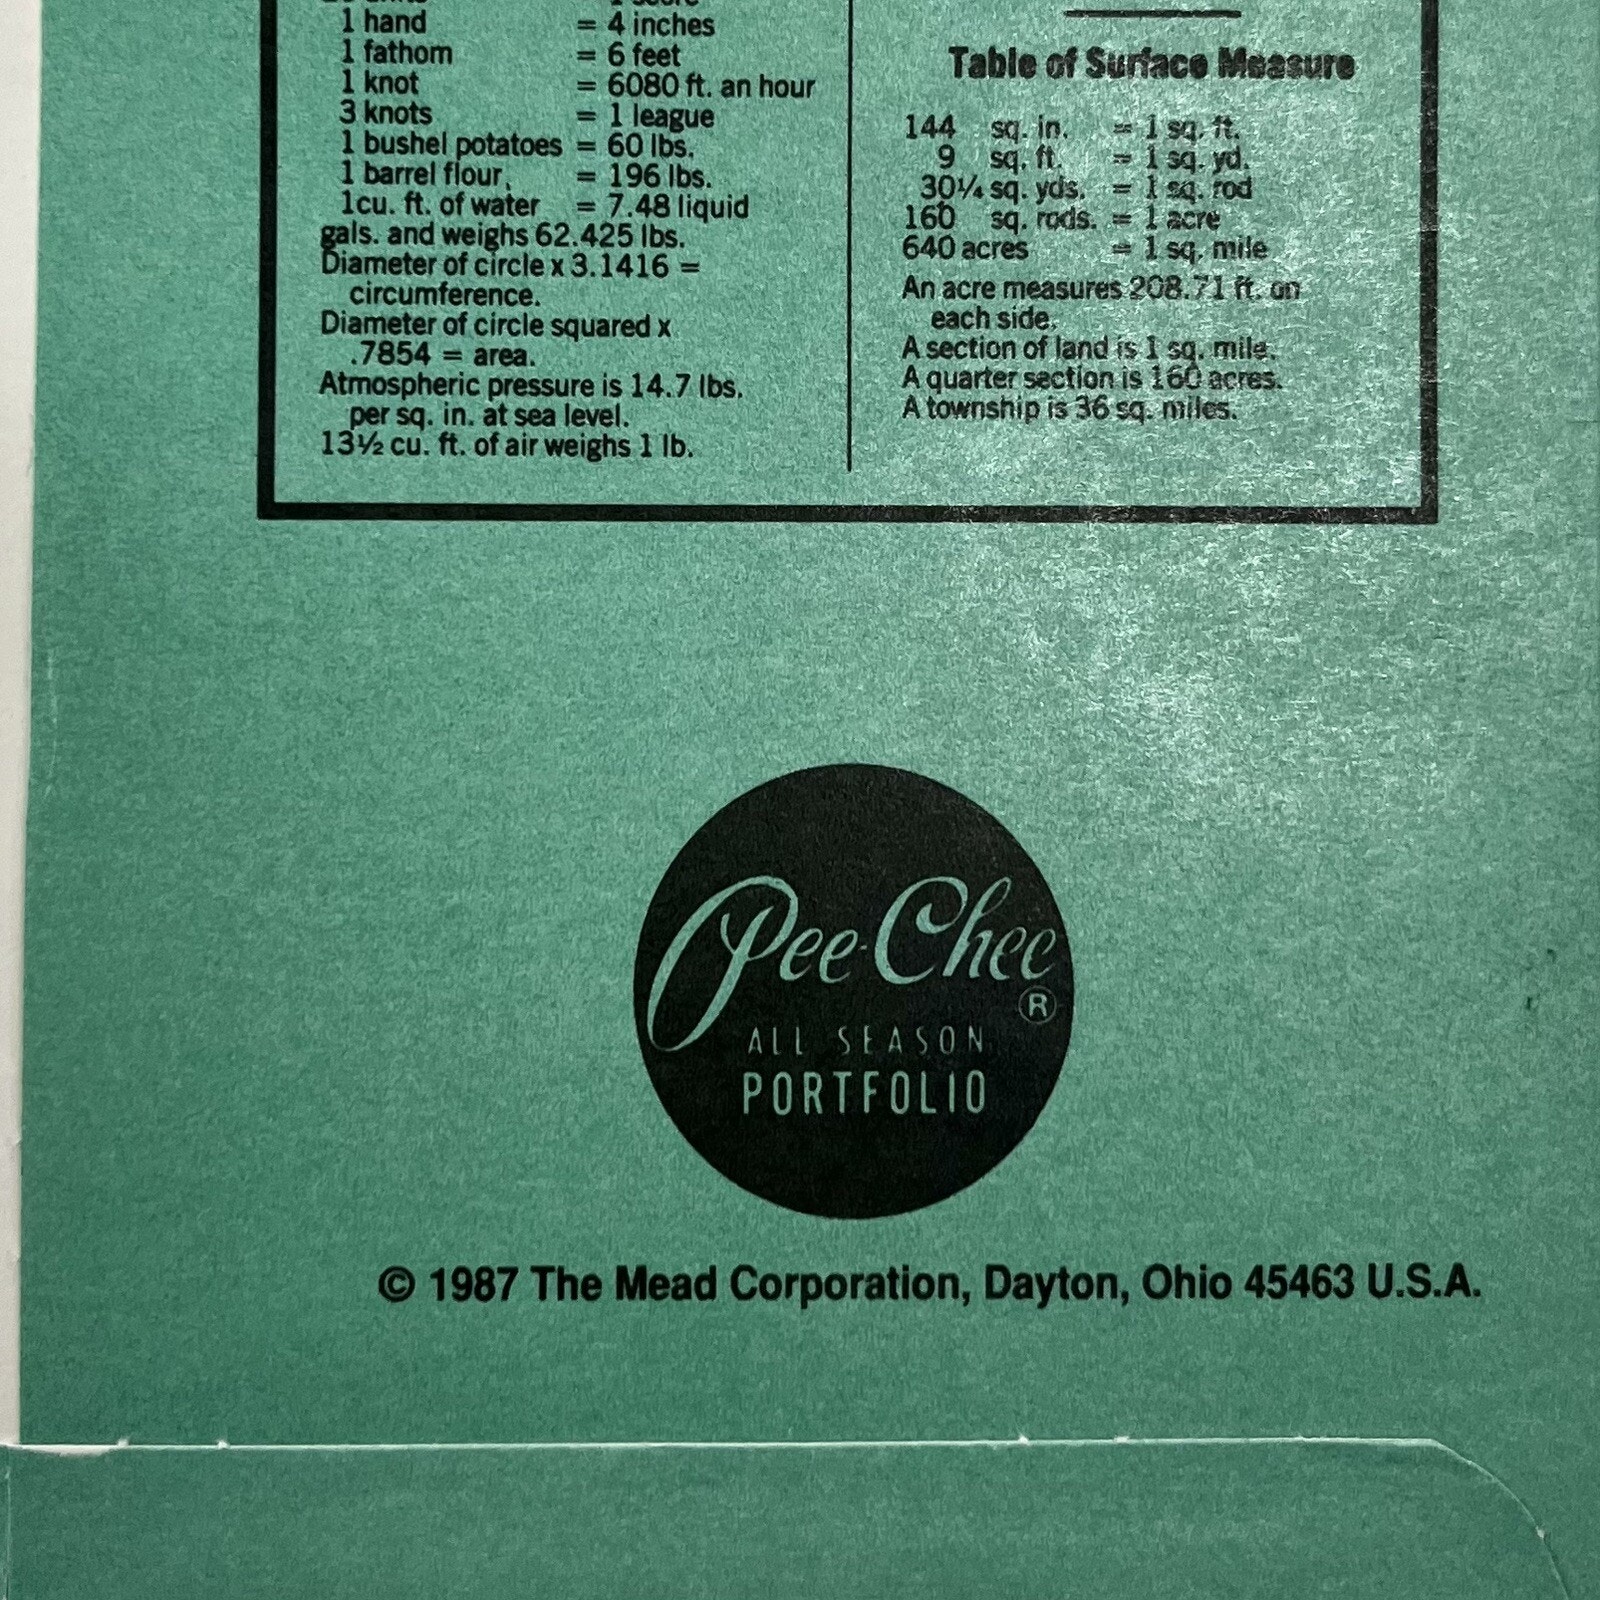 1 hand = 4 inches
1 fathom = 6 feet
1 knot = 6080 ft. an hour
3 knots = 1 league
1 bushel potatoes = 60 lbs.
1 barrel flour, = 196 lbs.
1cu. ft. of water = 7.48 liquid
gals. and weighs 62.425 lbs.
Diameter of circle x 3.1416 =
circumference.
Diameter of circle squared x
.7854 = area.
Atmospheric pressure is 14.7 lbs.
per sq. in. at sea level.
13½ cu. ft. of air weighs 1 lb.
Table of Surface Measure
144 sq. in. = 1 sq. ft.
9 sq. ft. = 1 sq. yd.
30¼ sq. yds. = 1 sq. rod
160 sq. rods. = 1 acre
640 acres = 1 sq. mile
An acre measures 208.71 ft. on
each side.
A section of land is 1 sq. mile.
A quarter section is 160 acres.
A township is 36 sq. miles.
Pee-Chee
®
ALL SEASON
PORTFOLIO
© 1987 The Mead Corporation, Dayton, Ohio 45463 U.S.A.